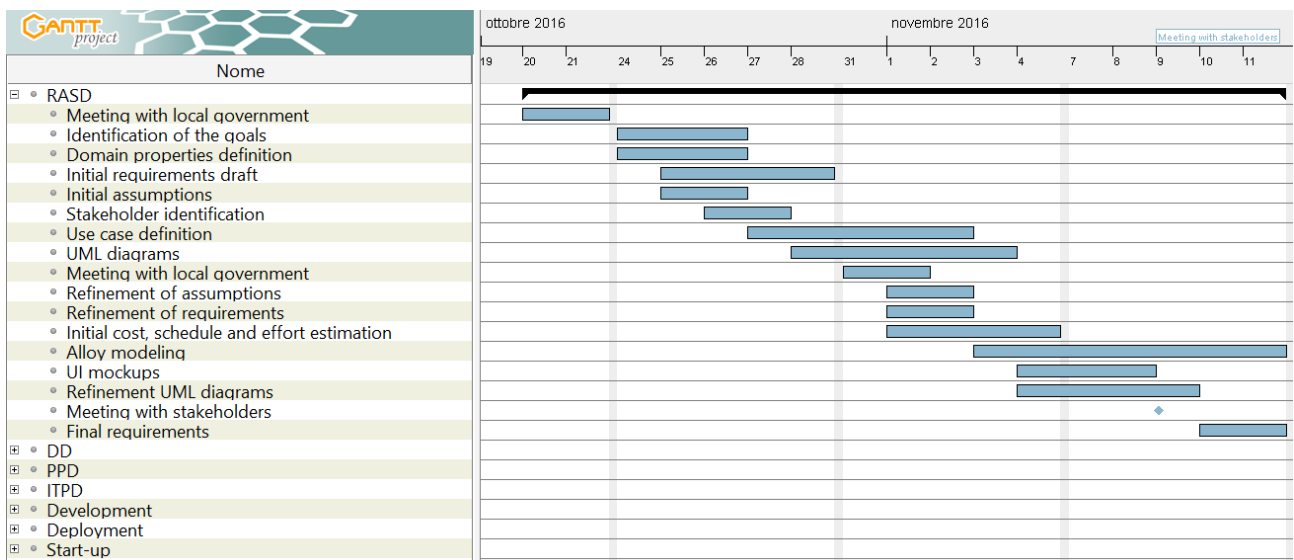 GANTT
project
ottobre 2016
novembre 2016
Meeting with stakeholders
Nome
19 20 21 24 25 26 27 28 31 1 2 3 4 7 8 9 10 11
RASD
Meeting with local government
Identification of the goals
Domain properties definition
Initial requirements draft
Initial assumptions
Stakeholder identification
Use case definition
UML diagrams
Meeting with local government
Refinement of assumptions
Refinement of requirements
Initial cost, schedule and effort estimation
Alloy modeling
UI mockups
Refinement UML diagrams
Meeting with stakeholders
Final requirements
DD
PPD
ITPD
Development
Deployment
Start-up